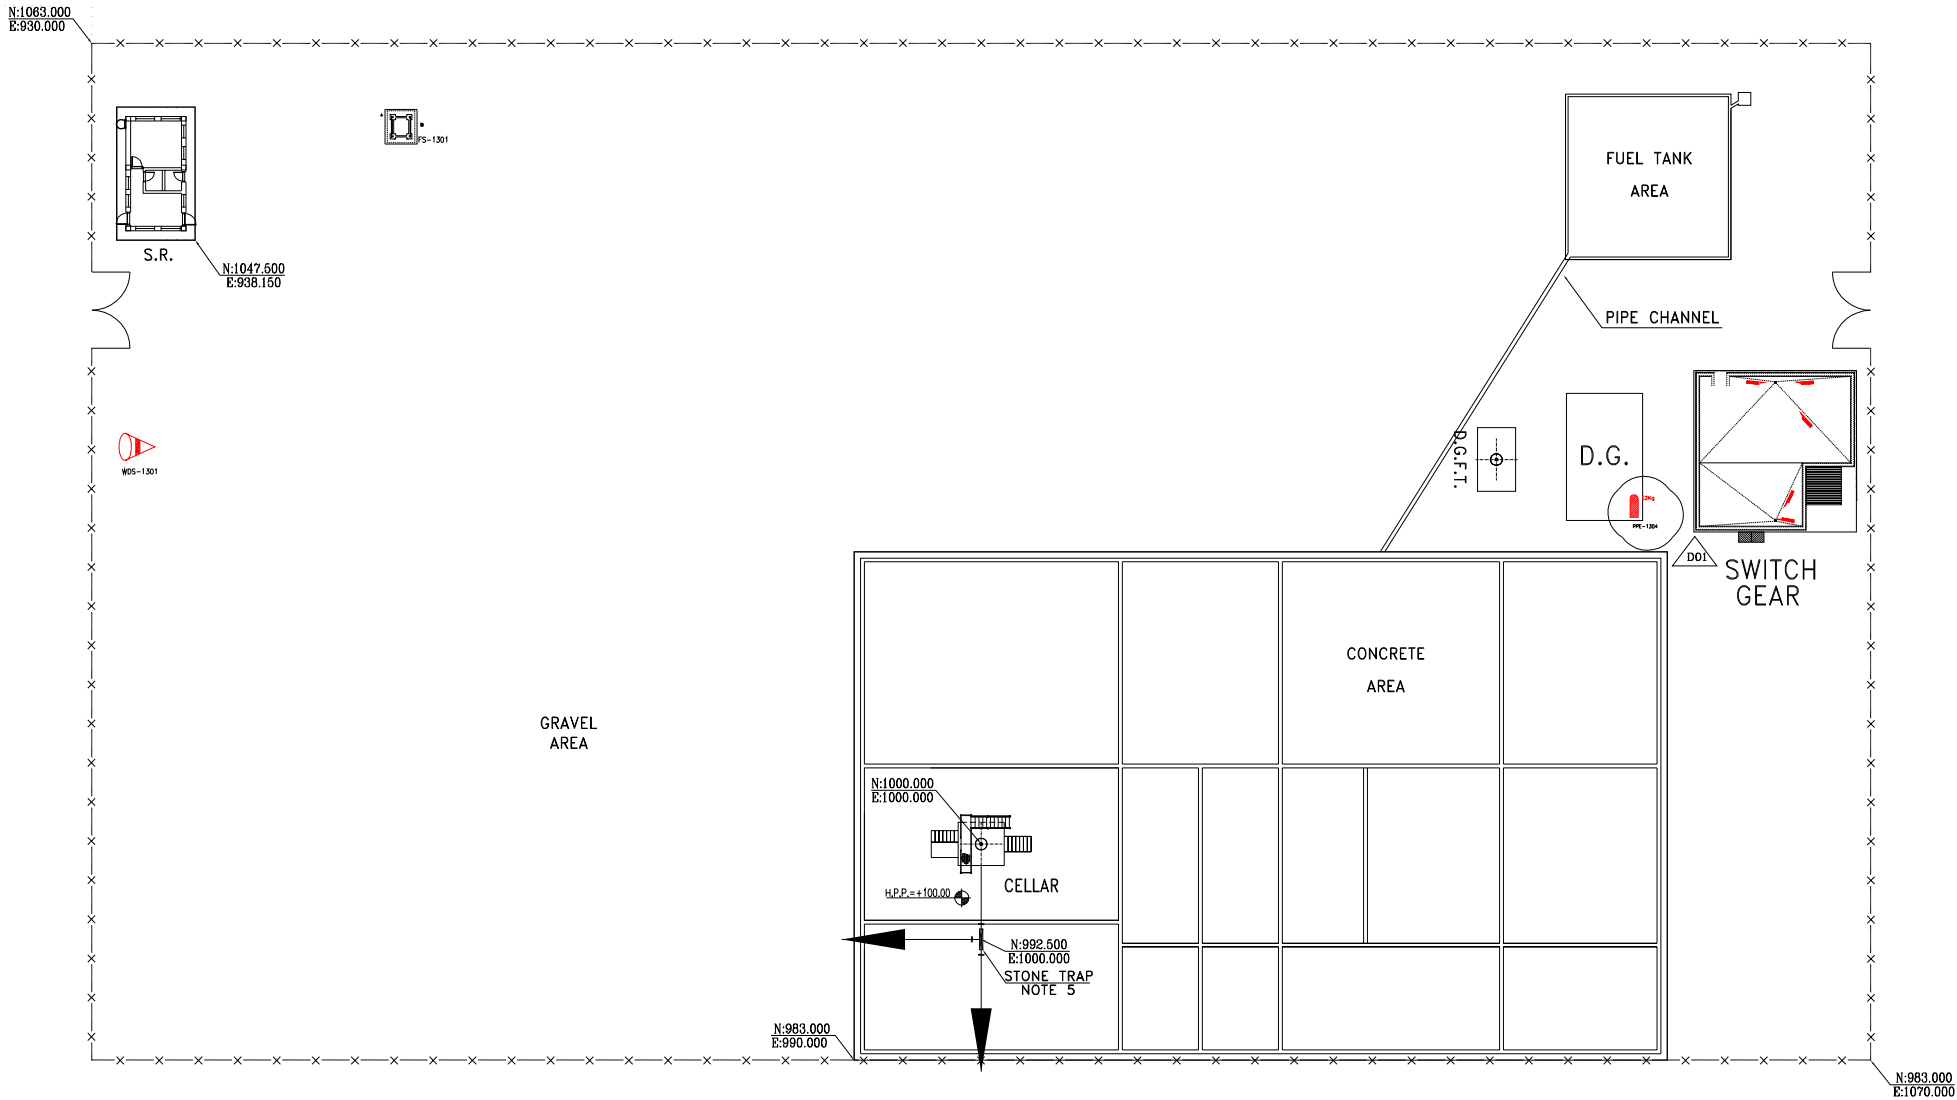 N:1063.000
E:930.000
FS-1301
S.R.
N:1047.500
E:938.150
FUEL TANK
AREA
PIPE CHANNEL
WDS-1301
D.G.F.T.
D.G.
12Kg
PPE-1304
D01
SWITCH
GEAR
CONCRETE
AREA
GRAVEL
AREA
N:1000.000
E:1000.000
CELLAR
H.P.P.=+100.00
N:992.500
E:1000.000
STONE TRAP
NOTE 5
N:983.000
E:990.000
N:983.000
E:1070.000